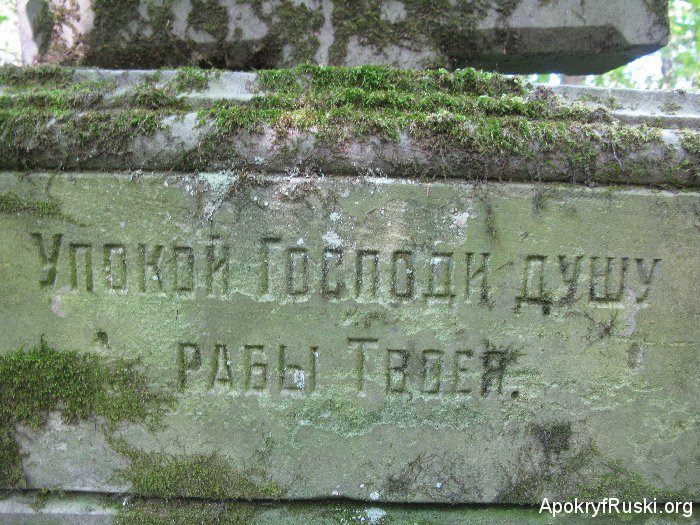 Упокой Господи душу
рабы Твоея.
ApokryfRuski.org